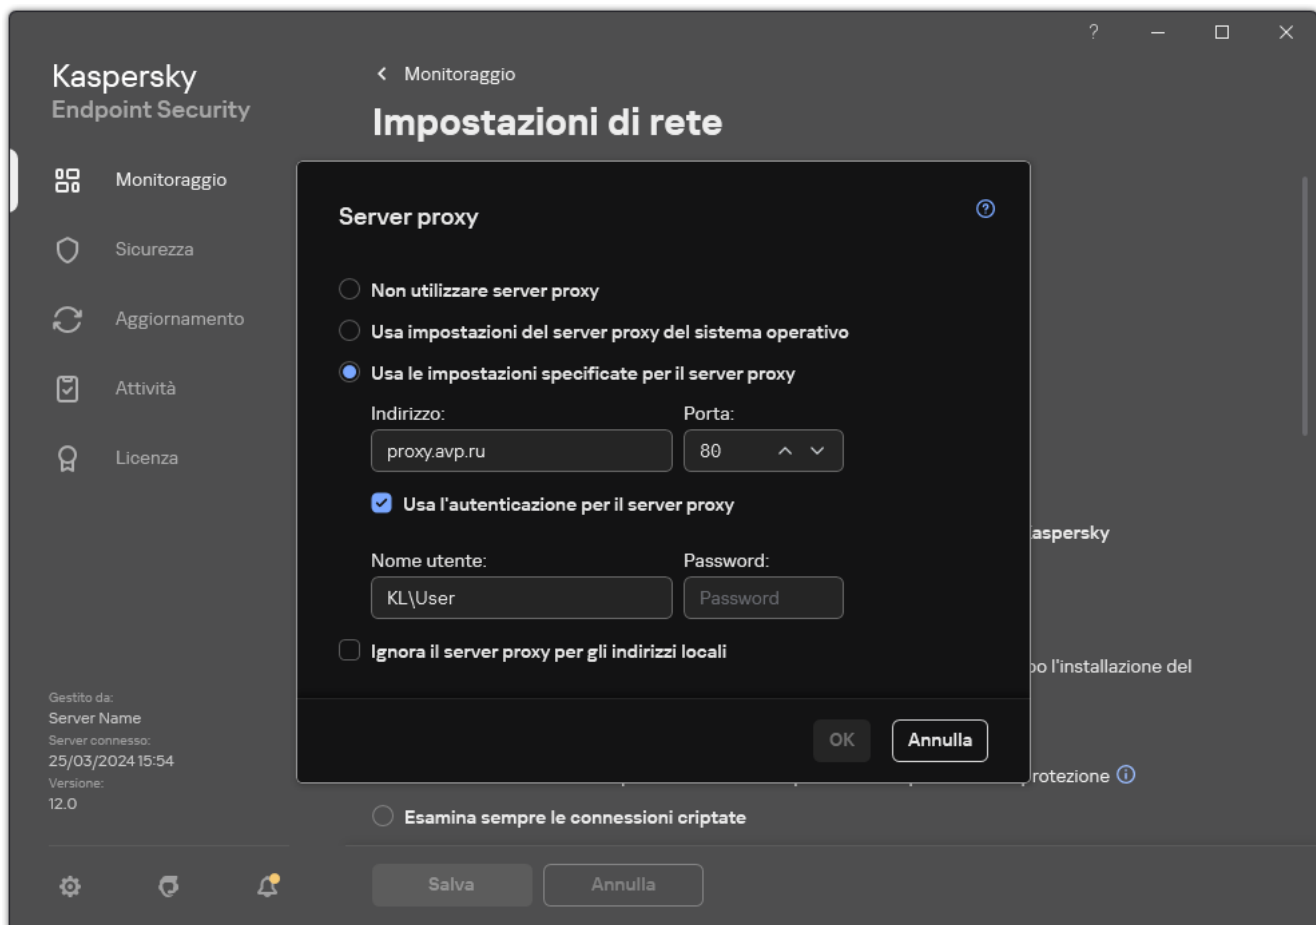 Kaspersky
Endpoint Security
Monitoraggio
Sicurezza
Aggiornamento
Attività
Licenza
Gestito da:
Server Name
Server connesso:
25/03/2024 15:54
Versione:
12.0
?
Monitoraggio
Impostazioni di rete
Server proxy
?
Non utilizzare server proxy
Usa impostazioni del server proxy del sistema operativo
Usa le impostazioni specificate per il server proxy
Indirizzo: Porta:
proxy.avp.ru 80
Usa l'autenticazione per il server proxy
Nome utente: Password:
KL\User Password
Ignora il server proxy per gli indirizzi locali
OK Annulla
l'installazione del
Esamina sempre le connessioni criptate
Salva Annulla